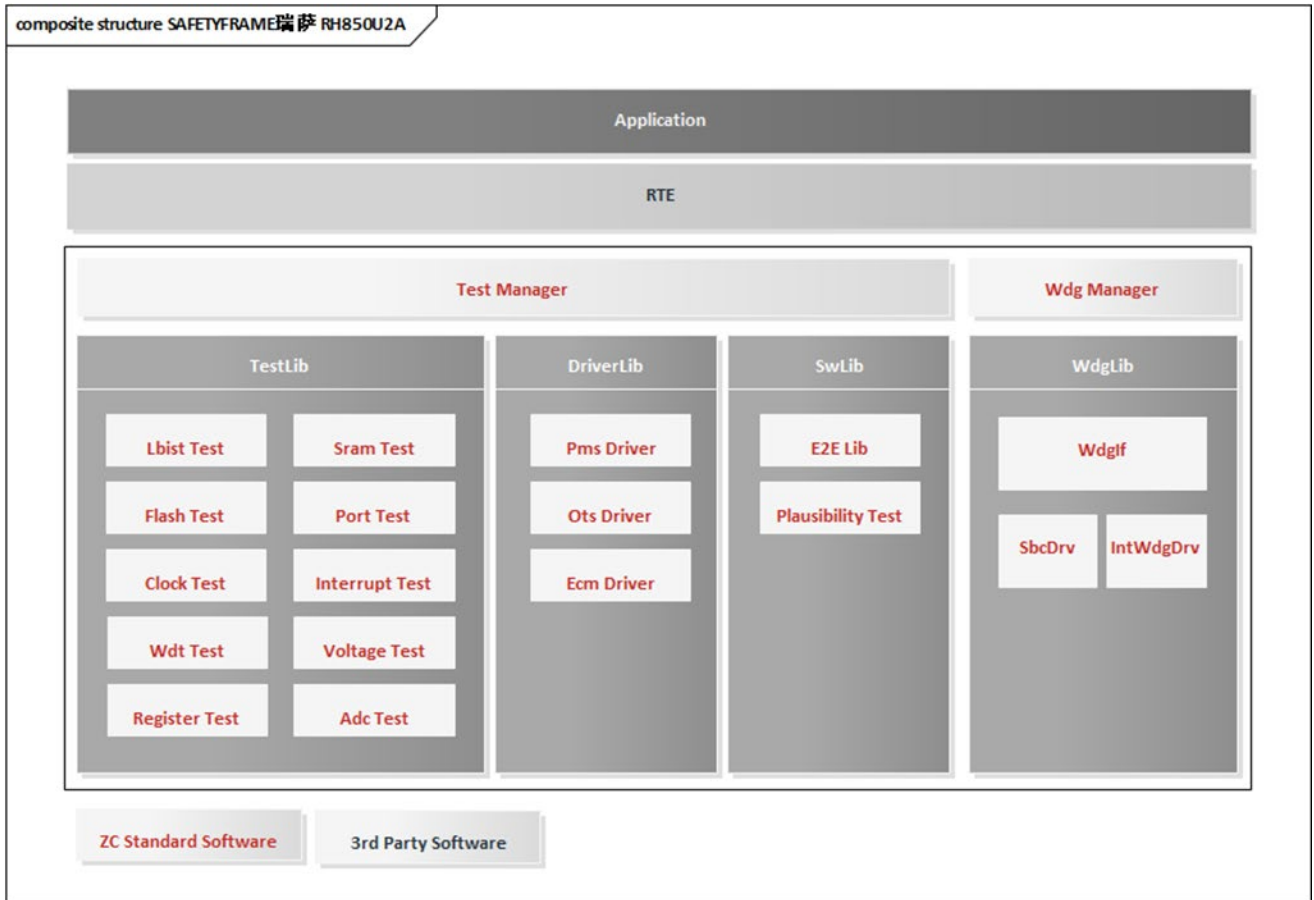 composite structure SAFETYFRAME瑞萨 RH850U2A
Application
RTE
Test Manager
Wdg Manager
TestLib
DriverLib
SwLib
WdgLib
Lbist Test
Sram Test
Pms Driver
E2E Lib
WdgIf
Flash Test
Port Test
Ots Driver
Plausibility Test
SbcDrv
IntWdgDrv
Clock Test
Interrupt Test
Ecm Driver
Wdt Test
Voltage Test
Register Test
Adc Test
ZC Standard Software
3rd Party Software